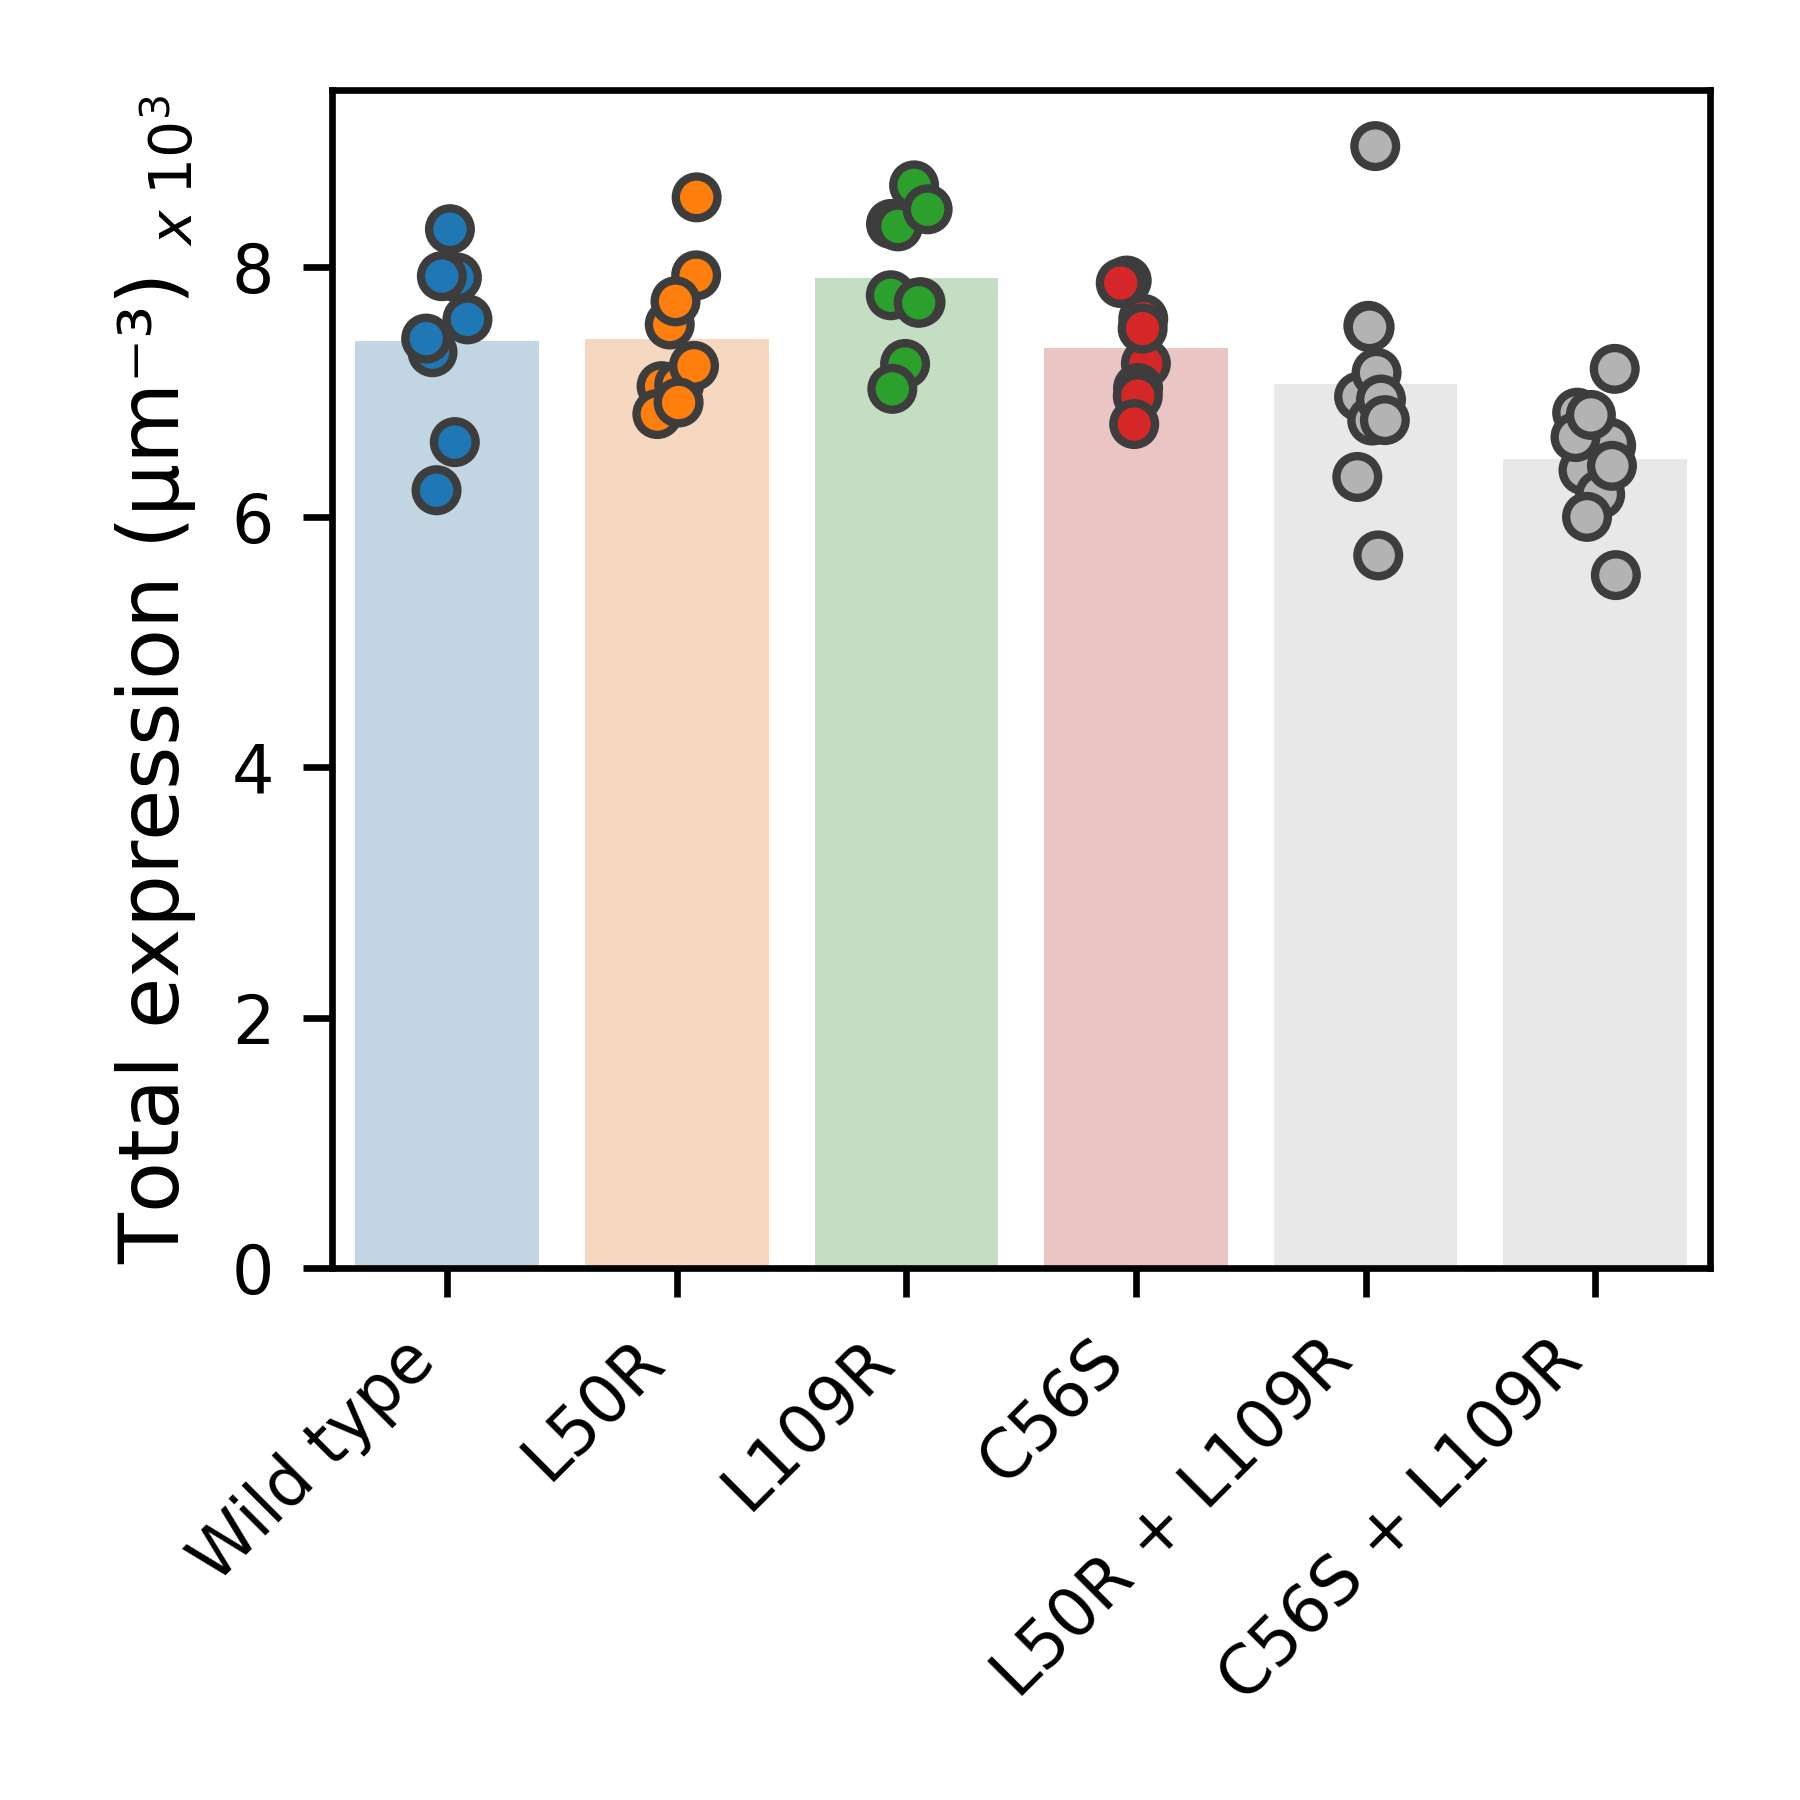 Total expression (µm⁻³) x 10³
8
6
4
2
0
Wild type
L50R
L109R
C56S
L50R + L109R
C56S + L109R